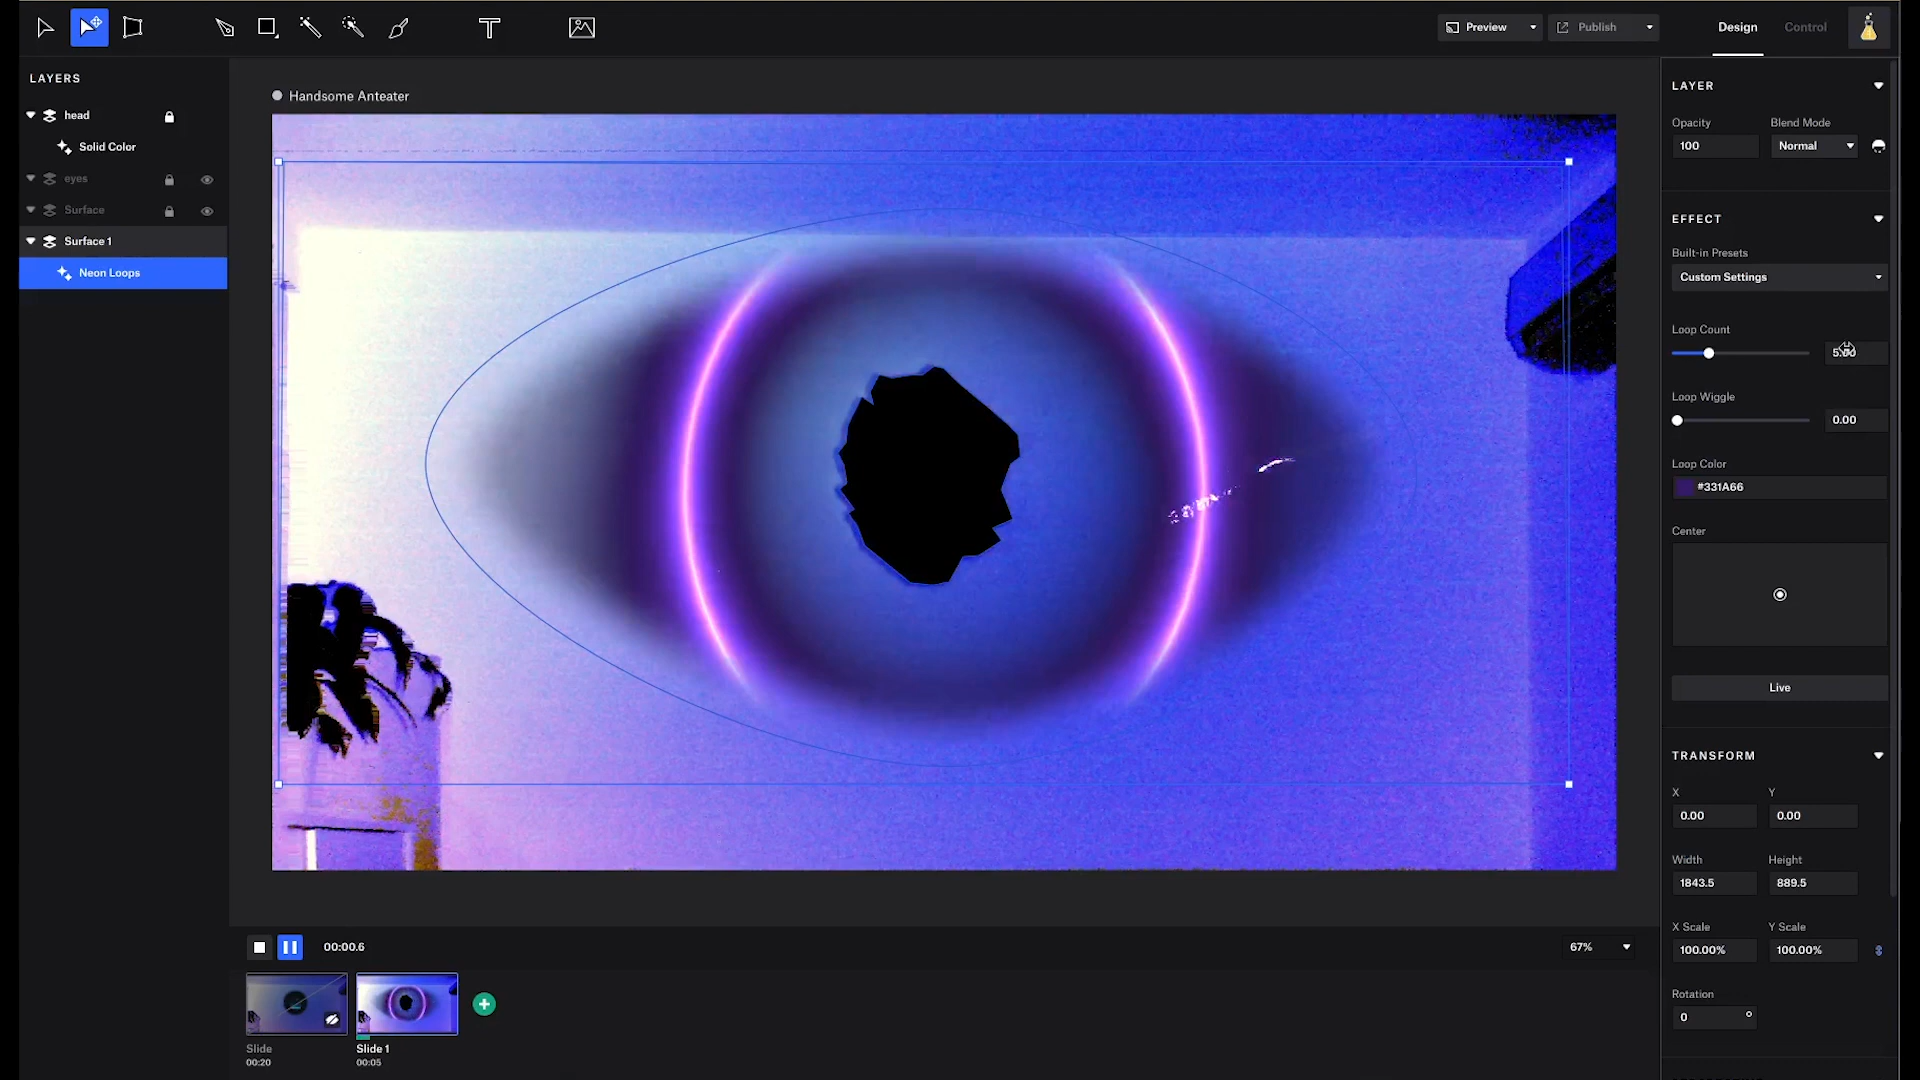 Preview
Publish
Design
Control
LAYERS
head
Solid Color
eyes
Surface
Surface 1
Neon Loops
Handsome Anteater
LAYER
Opacity
Blend Mode
100
Normal
EFFECT
Built-in Presets
Custom Settings
Loop Count
5.00
Loop Wiggle
0.00
Loop Color
#331A66
Center
Live
TRANSFORM
X
Y
0.00
0.00
Width
Height
1843.5
889.5
X Scale
Y Scale
100.00%
100.00%
Rotation
0 °
00:00.6
67%
Slide
00:20
Slide 1
00:05